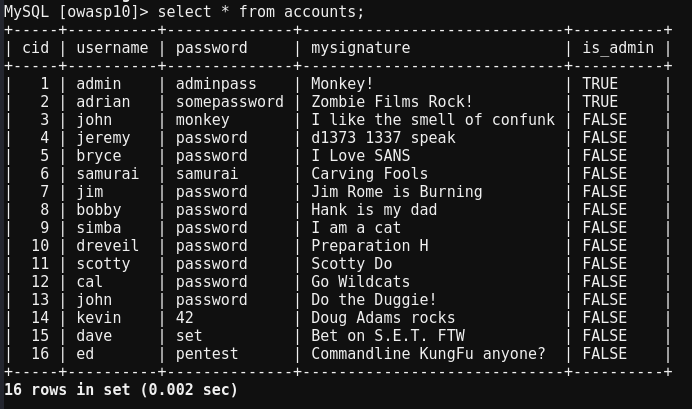 MySQL [owasp10]> select * from accounts;
+-----+----------+--------------+-----------------------------+----------+
| cid | username | password     | mysignature                 | is_admin |
+-----+----------+--------------+-----------------------------+----------+
|   1 | admin    | adminpass    | Monkey!                     | TRUE     |
|   2 | adrian   | somepassword | Zombie Films Rock!          | TRUE     |
|   3 | john     | monkey       | I like the smell of confunk | FALSE    |
|   4 | jeremy   | password     | d1373 1337 speak            | FALSE    |
|   5 | bryce    | password     | I Love SANS                 | FALSE    |
|   6 | samurai  | samurai      | Carving Fools               | FALSE    |
|   7 | jim      | password     | Jim Rome is Burning         | FALSE    |
|   8 | bobby    | password     | Hank is my dad              | FALSE    |
|   9 | simba    | password     | I am a cat                  | FALSE    |
|  10 | dreveil  | password     | Preparation H               | FALSE    |
|  11 | scotty   | password     | Scotty Do                   | FALSE    |
|  12 | cal      | password     | Go Wildcats                 | FALSE    |
|  13 | john     | password     | Do the Duggie!              | FALSE    |
|  14 | kevin    | 42           | Doug Adams rocks            | FALSE    |
|  15 | dave     | set          | Bet on S.E.T. FTW           | FALSE    |
|  16 | ed       | pentest      | Commandline KungFu anyone?  | FALSE    |
+-----+----------+--------------+-----------------------------+----------+
16 rows in set (0.002 sec)